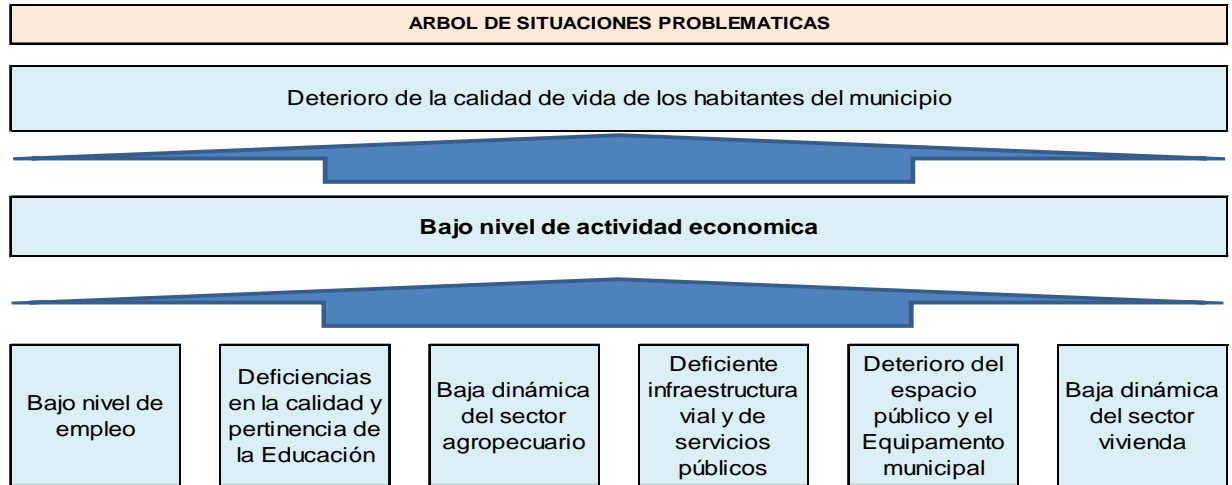 ARBOL DE SITUACIONES PROBLEMATICAS
Deterioro de la calidad de vida de los habitantes del municipio
Bajo nivel de actividad economica
Bajo nivel de
empleo
Deficiencias
en la calidad y
pertinencia de
la Educación
Baja dinámica
del sector
agropecuario
Deficiente
infraestructura
vial y de
servicios
públicos
Deterioro del
espacio
público y el
Equipamento
municipal
Baja dinámica
del sector
vivienda